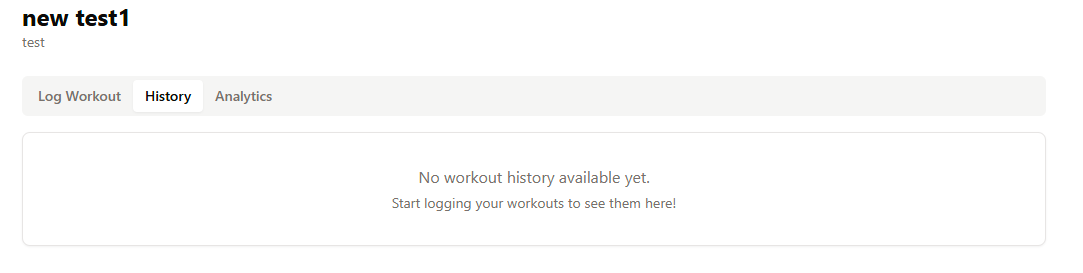 new test1
test
Log Workout History Analytics
No workout history available yet.
Start logging your workouts to see them here!